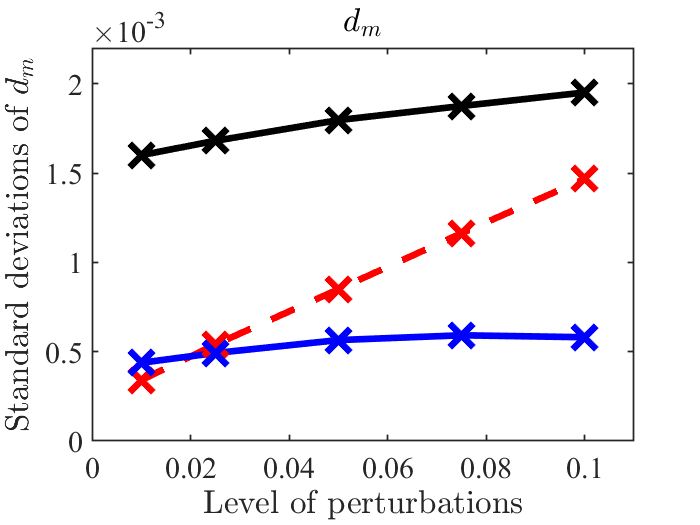 ×10⁻³
d_m
Standard deviations of d_m
2
1.5
1
0.5
0
0 0.02 0.04 0.06 0.08 0.1
Level of perturbations